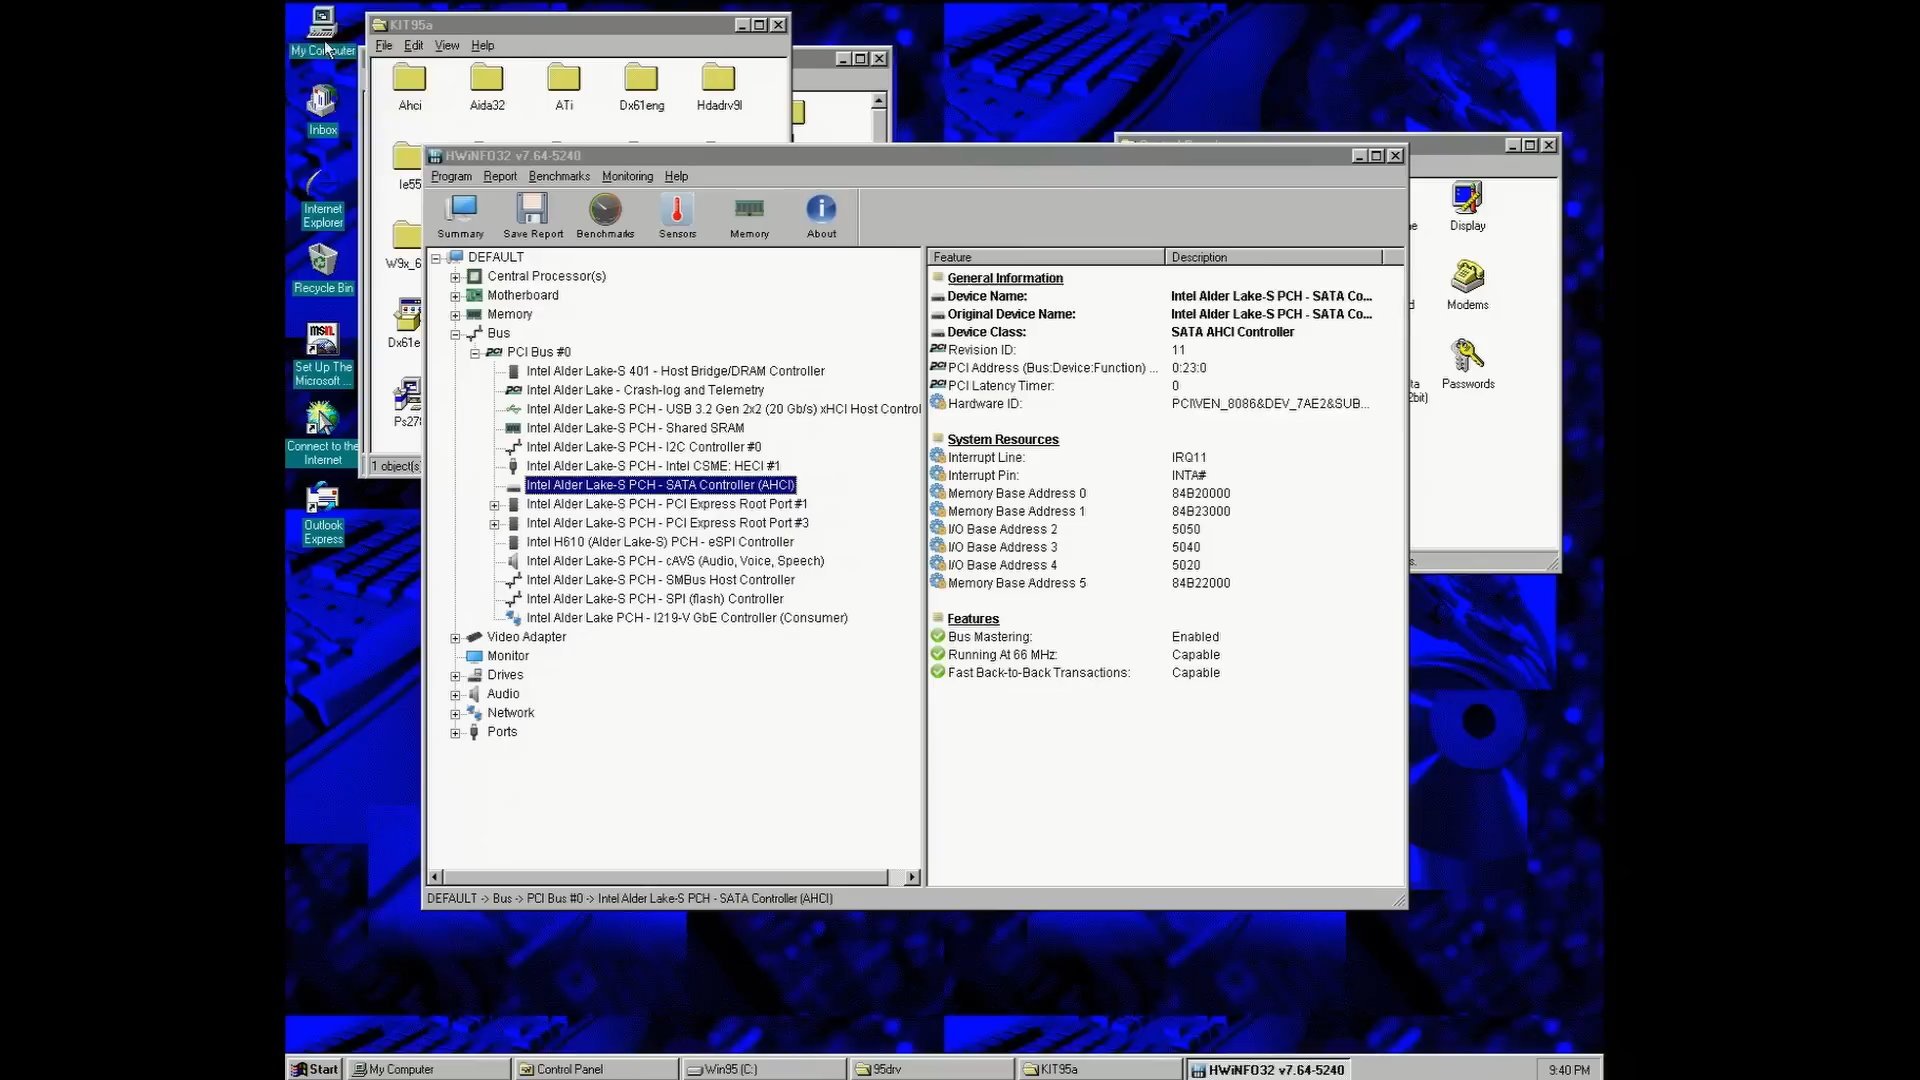 My Computer
Inbox
Internet
Explorer
Recycle Bin
Set Up The
Microsoft ...
Connect to the
Internet
Outlook
Express
KIT95a
File Edit View Help
Ahci Aida32 ATi Dx61eng Hdadrv9l
Ie55
W9x_6
Dx61e
Ps278
1 object(s
HWiNFO32 v7.64-5240
Program Report Benchmarks Monitoring Help
Summary Save Report Benchmarks Sensors Memory About
DEFAULT
Central Processor(s)
Motherboard
Memory
Bus
PCI Bus #0
Intel Alder Lake-S 401 - Host Bridge/DRAM Controller
Intel Alder Lake - Crash-log and Telemetry
Intel Alder Lake-S PCH - USB 3.2 Gen 2x2 (20 Gb/s) xHCI Host Control
Intel Alder Lake-S PCH - Shared SRAM
Intel Alder Lake-S PCH - I2C Controller #0
Intel Alder Lake-S PCH - Intel CSME: HECI #1
Intel Alder Lake-S PCH - SATA Controller (AHCI)
Intel Alder Lake-S PCH - PCI Express Root Port #1
Intel Alder Lake-S PCH - PCI Express Root Port #3
Intel H610 (Alder Lake-S) PCH - eSPI Controller
Intel Alder Lake-S PCH - cAVS (Audio, Voice, Speech)
Intel Alder Lake-S PCH - SMBus Host Controller
Intel Alder Lake-S PCH - SPI (flash) Controller
Intel Alder Lake PCH - I219-V GbE Controller (Consumer)
Video Adapter
Monitor
Drives
Audio
Network
Ports
Feature Description
General Information
Device Name: Intel Alder Lake-S PCH - SATA Co...
Original Device Name: Intel Alder Lake-S PCH - SATA Co...
Device Class: SATA AHCI Controller
Revision ID: 11
PCI Address (Bus:Device:Function) ... 0:23:0
PCI Latency Timer: 0
Hardware ID: PCI\VEN_8086&DEV_7AE2&SUB...
System Resources
Interrupt Line: IRQ11
Interrupt Pin: INTA#
Memory Base Address 0 84B20000
Memory Base Address 1 84B23000
I/O Base Address 2 5050
I/O Base Address 3 5040
I/O Base Address 4 5020
Memory Base Address 5 84B22000
Features
Bus Mastering: Enabled
Running At 66 MHz: Capable
Fast Back-to-Back Transactions: Capable
DEFAULT -> Bus -> PCI Bus #0 -> Intel Alder Lake-S PCH - SATA Controller (AHCI)
Display
Modems
Passwords
ta
bit)
Start My Computer Control Panel Win95 (C:) 95drv KIT95a HWiNFO32 v7.64-5240 9:40 PM